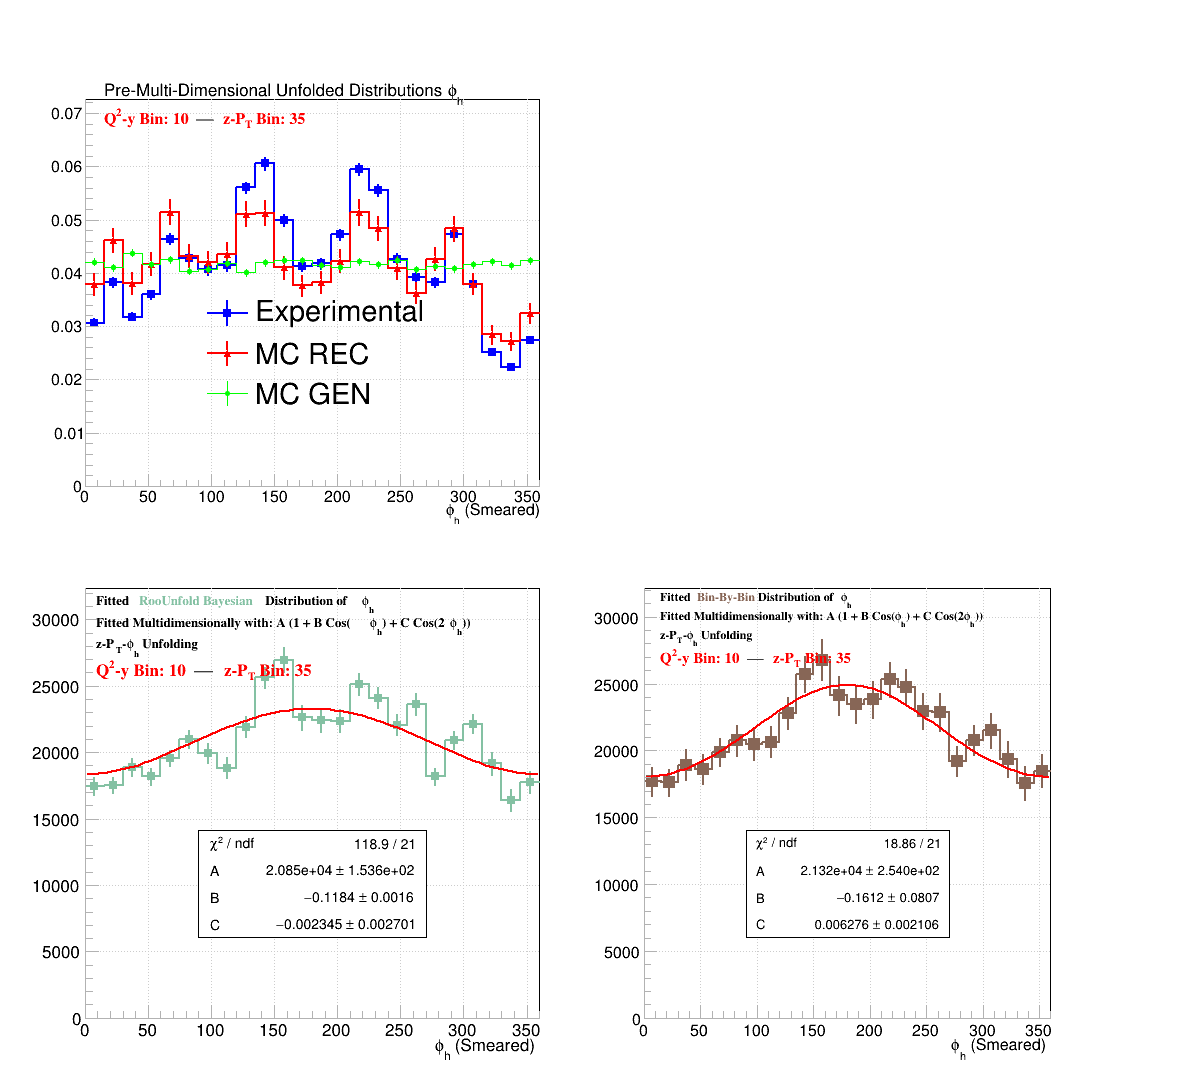 Pre-Multi-Dimensional Unfolded Distributions ϕh
Q²-y Bin: 10 — z-PT Bin: 35
0.07
0.06
0.05
0.04
0.03
0.02
0.01
0
Experimental
MC REC
MC GEN
0 50 100 150 200 250 300 350
ϕh (Smeared)
Fitted RooUnfold Bayesian Distribution of ϕh
Fitted Multidimensionally with: A (1 + B Cos( ϕh) + C Cos(2 ϕh))
z-PT-ϕh Unfolding
Q²-y Bin: 10 — z-PT Bin: 35
30000
25000
20000
15000
10000
5000
0
χ² / ndf 118.9 / 21
A 2.085e+04 ± 1.536e+02
B −0.1184 ± 0.0016
C −0.002345 ± 0.002701
0 50 100 150 200 250 300 350
ϕh (Smeared)
Fitted Bin-By-Bin Distribution of ϕh
Fitted Multidimensionally with: A (1 + B Cos(ϕh) + C Cos(2ϕh))
z-PT-ϕh Unfolding
Q²-y Bin: 10 — z-PT Bin: 35
30000
25000
20000
15000
10000
5000
0
χ² / ndf 18.86 / 21
A 2.132e+04 ± 2.540e+02
B −0.1612 ± 0.0807
C 0.006276 ± 0.002106
0 50 100 150 200 250 300 350
ϕh (Smeared)